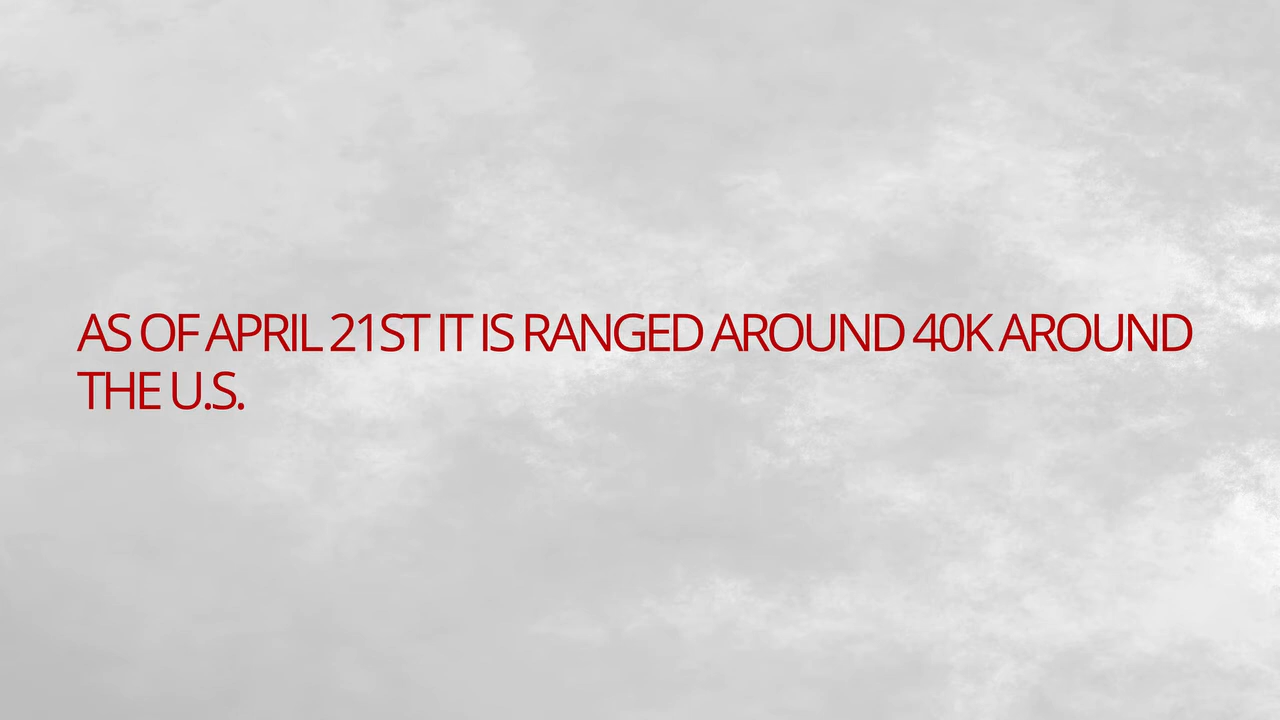 AS OF APRIL 21ST IT IS RANGED AROUND 40K AROUND
THE U.S.